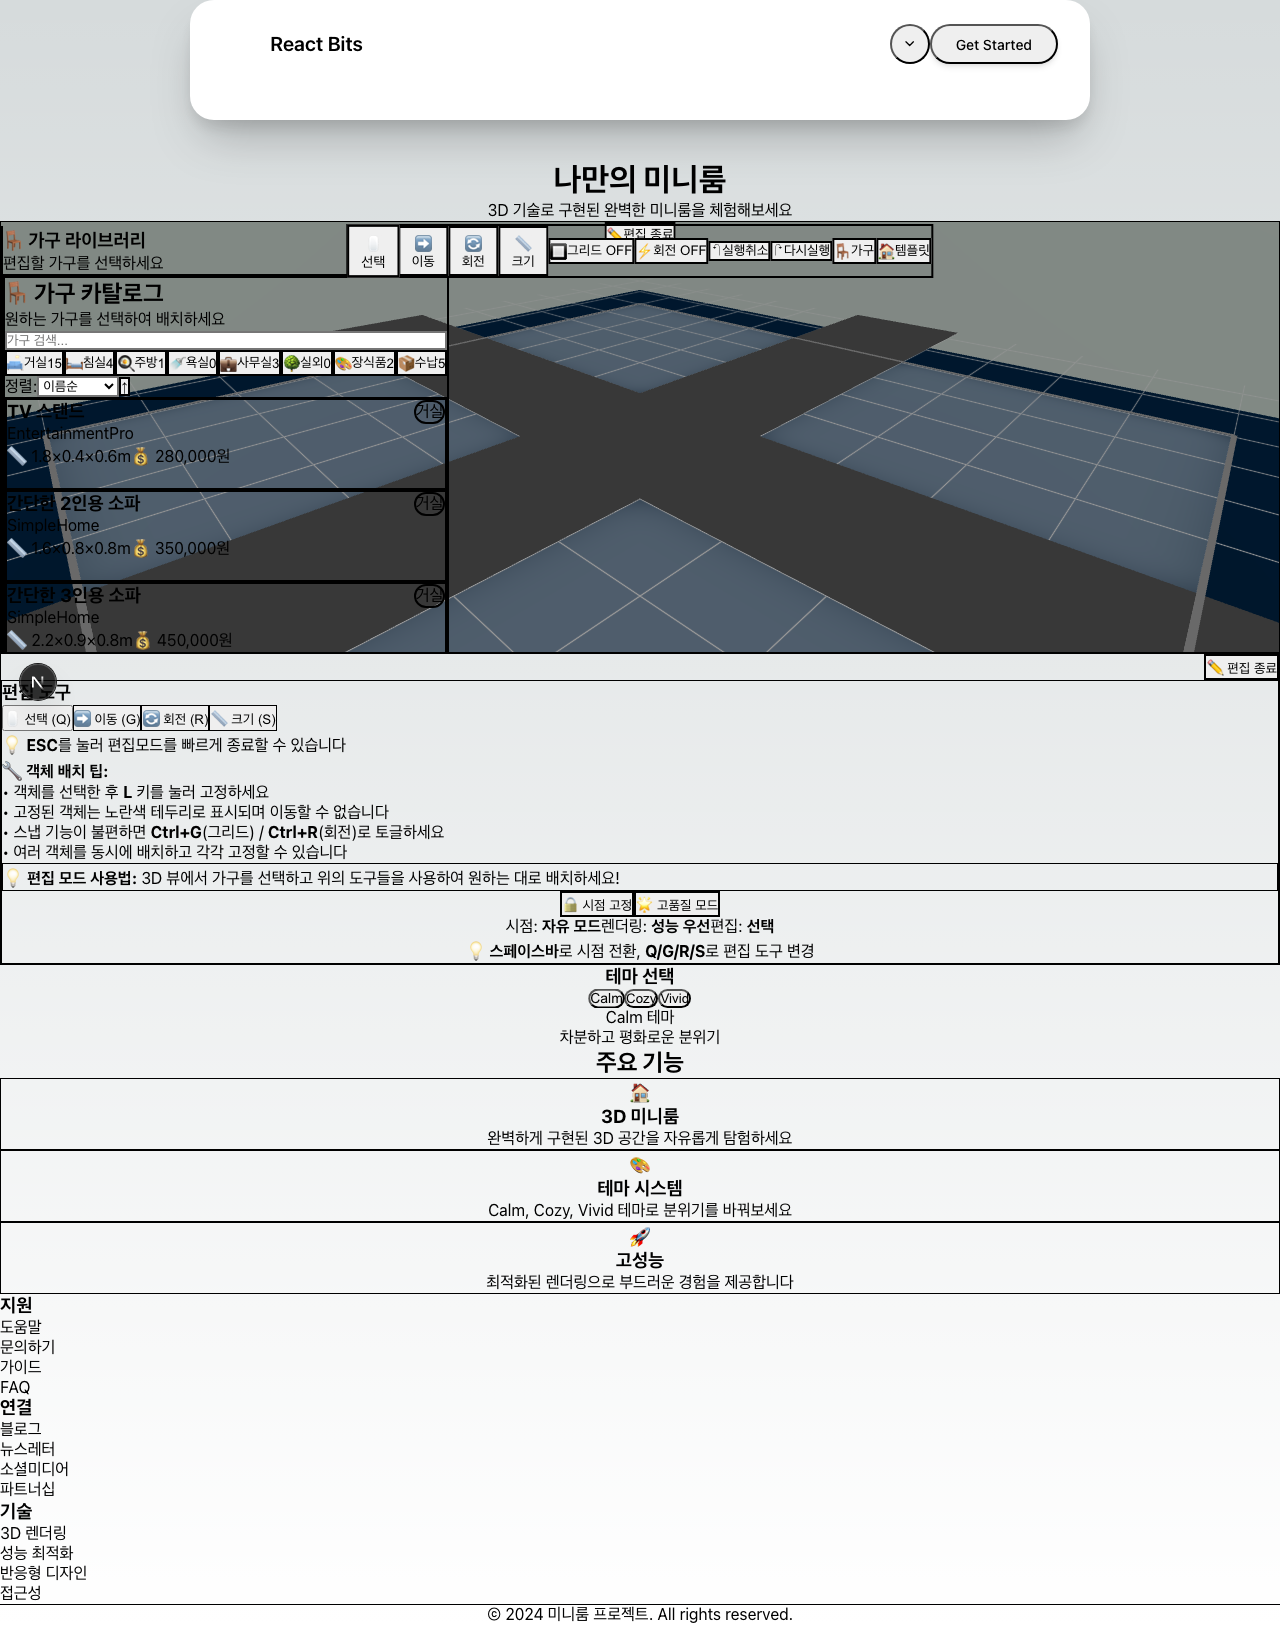 React Bits
Get Started
나만의 미니룸
3D 기술로 구현된 완벽한 미니룸을 체험해보세요
✏️ 편집 종료
🪑 가구 라이브러리
편집할 가구를 선택하세요
선택 ➡️ 이동 🔄 회전 📏 크기 🔲그리드 OFF ⚡회전 OFF 실행취소 다시실행 🪑가구 🏠템플릿
🪑 가구 카탈로그
원하는 가구를 선택하여 배치하세요
가구 검색...
🛋️거실15 🛏️침실4 🍳주방1 🚿욕실0 💼사무실3 🌳실외0 🎨장식품2 📦수납5
정렬: 이름순 ↑
TV 스탠드 거실
EntertainmentPro
📏 1.8×0.4×0.6m💰 280,000원
간단한 2인용 소파 거실
SimpleHome
📏 1.6×0.8×0.8m💰 350,000원
간단한 3인용 소파 거실
SimpleHome
📏 2.2×0.9×0.8m💰 450,000원
✏️ 편집 종료
N
편집 도구
선택 (Q) ➡️ 이동 (G) 🔄 회전 (R) 📏 크기 (S)
💡 ESC를 눌러 편집모드를 빠르게 종료할 수 있습니다
🔧 객체 배치 팁:
• 객체를 선택한 후 L 키를 눌러 고정하세요
• 고정된 객체는 노란색 테두리로 표시되며 이동할 수 없습니다
• 스냅 기능이 불편하면 Ctrl+G(그리드) / Ctrl+R(회전)로 토글하세요
• 여러 객체를 동시에 배치하고 각각 고정할 수 있습니다
💡 편집 모드 사용법: 3D 뷰에서 가구를 선택하고 위의 도구들을 사용하여 원하는 대로 배치하세요!
🔒 시점 고정 🌟 고품질 모드
시점: 자유 모드렌더링: 성능 우선편집: 선택
💡 스페이스바로 시점 전환, Q/G/R/S로 편집 도구 변경
테마 선택
Calm Cozy Vivid
Calm 테마
차분하고 평화로운 분위기
주요 기능
🏠
3D 미니룸
완벽하게 구현된 3D 공간을 자유롭게 탐험하세요
🎨
테마 시스템
Calm, Cozy, Vivid 테마로 분위기를 바꿔보세요
🚀
고성능
최적화된 렌더링으로 부드러운 경험을 제공합니다
지원
도움말
문의하기
가이드
FAQ
연결
블로그
뉴스레터
소셜미디어
파트너십
기술
3D 렌더링
성능 최적화
반응형 디자인
접근성
© 2024 미니룸 프로젝트. All rights reserved.